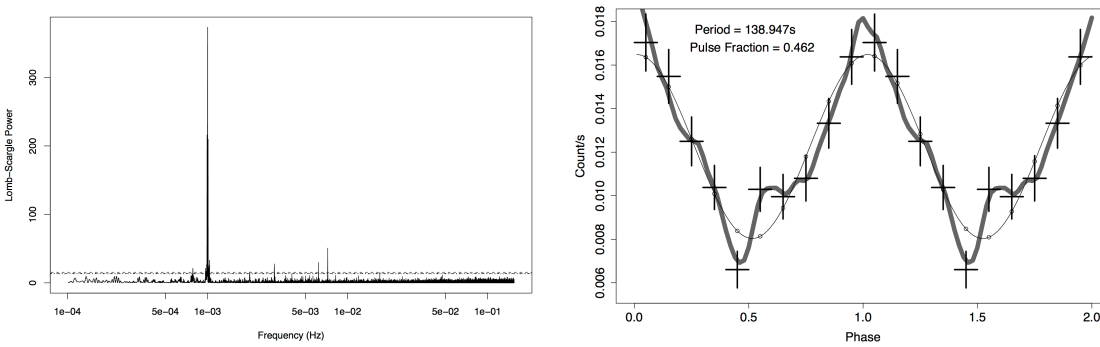 Lomb−Scargle Power
300
200
100
0
1e−04
5e−04
1e−03
5e−03
1e−02
5e−02
1e−01
Frequency (Hz)
Period = 138.947s
Pulse Fraction = 0.462
Count/s
0.018
0.016
0.014
0.012
0.010
0.008
0.006
0.0
0.5
1.0
1.5
2.0
Phase